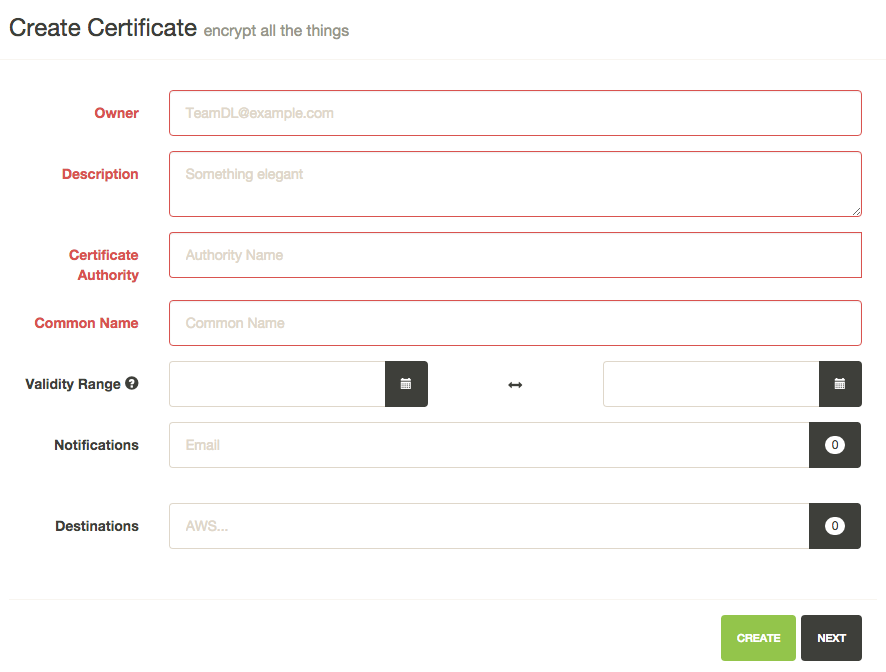 Create Certificate encrypt all the things
Owner TeamDL@example.com
Description Something elegant
Certificate Authority Name
Authority
Common Name Common Name
Validity Range ?
Notifications Email 0
Destinations AWS... 0
CREATE NEXT